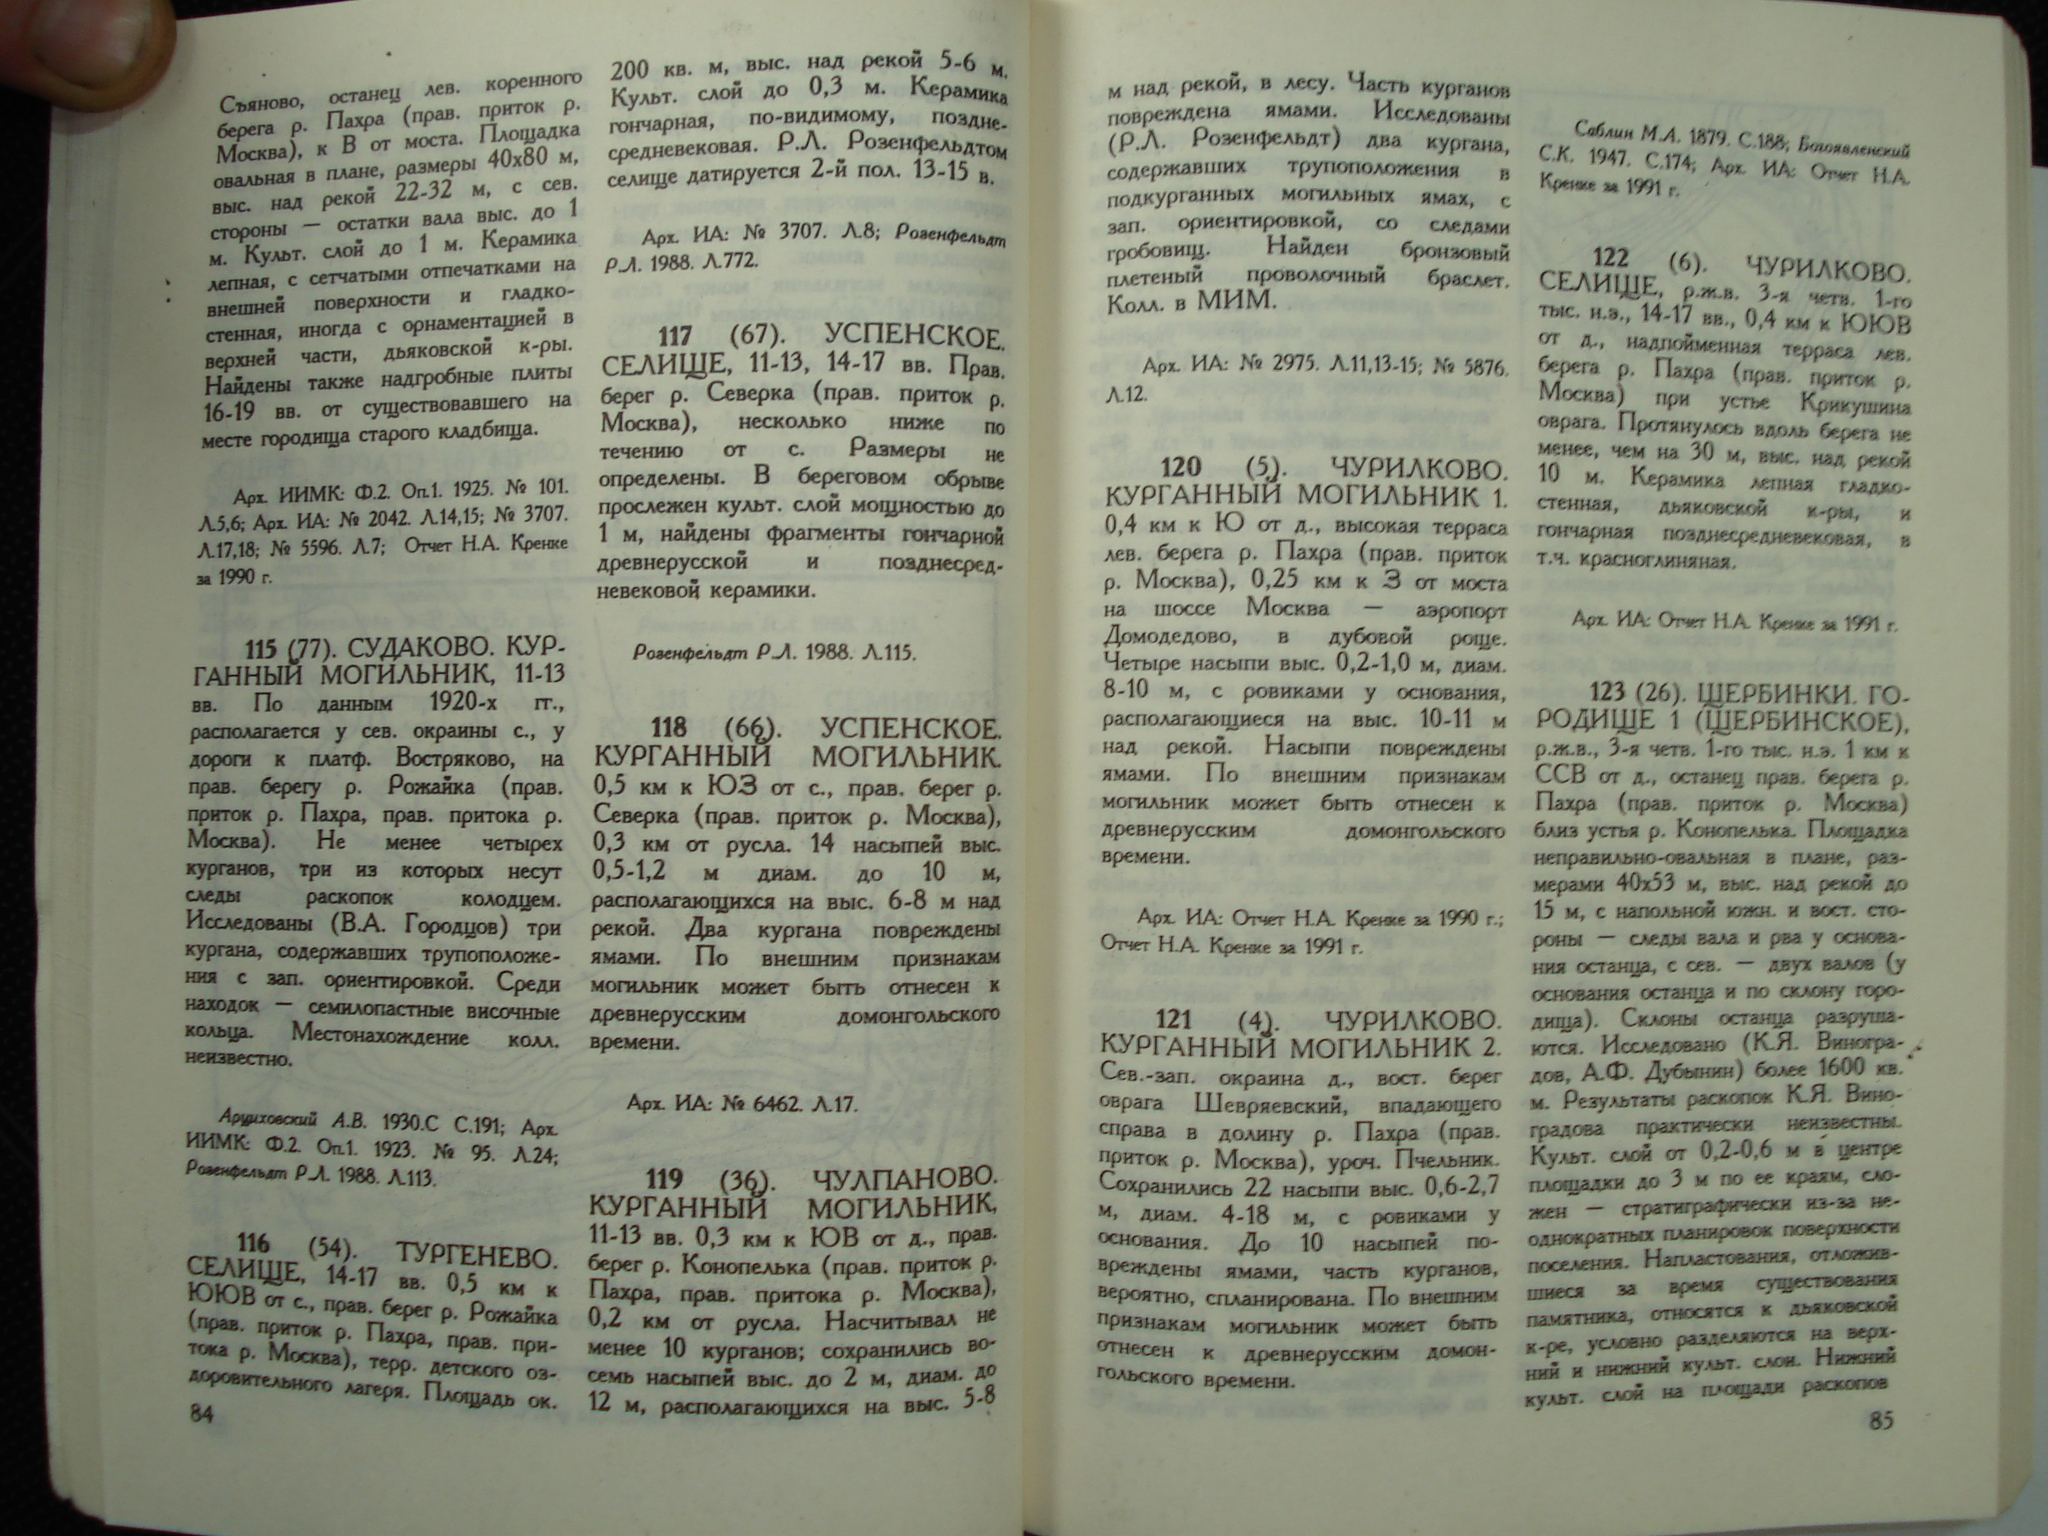 Съяново, останец лев. коренного
берега р. Пахра (прав. приток р.
Москва), к В от моста. Площадка
овальная в плане, размеры 40х80 м,
выс. над рекой 22-32 м, с сев.
стороны — остатки вала выс. до 1
м. Культ. слой до 1 м. Керамика
лепная, с сетчатыми отпечатками на
внешней поверхности и гладко-
стенная, иногда с орнаментацией в
верхней части, дьяковской к-ры.
Найдены также надгробные плиты
16-19 вв. от существовавшего на
месте городища старого кладбища.
Арх. ИИМК: Ф.2. Оп.1. 1925. № 101.
Л.5,6; Арх. ИА: № 2042. Л.14,15; № 3707.
Л.17,18; № 5596. Л.7; Отчет Н.А. Кренке
за 1990 г.
115 (77). СУДАКОВО. КУР-
ГАННЫЙ МОГИЛЬНИК, 11-13
вв. По данным 1920-х гг.,
располагается у сев. окраины с., у
дороги к платф. Востряково, на
прав. берегу р. Рожайка (прав.
приток р. Пахра, прав. притока р.
Москва). Не менее четырех
курганов, три из которых несут
следы раскопок колодцем.
Исследованы (В.А. Городцов) три
кургана, содержавших трупоположе-
ния с зап. ориентировкой. Среди
находок — семилопастные височные
кольца. Местонахождение колл.
неизвестно.
Арциховский А.В. 1930.С С.191; Арх.
ИИМК: Ф.2. Оп.1. 1923. № 95. Л.24;
Розенфельдт Р.Л. 1988. Л.113.
116 (54). ТУРГЕНЕВО.
СЕЛИЩЕ, 14-17 вв. 0,5 км к
ЮЮВ от с., прав. берег р. Рожайка
(прав. приток р. Пахра, прав. при-
тока р. Москва), терр. детского оз-
доровительного лагеря. Площадь ок.
84
200 кв. м, выс. над рекой 5-6 м.
Культ. слой до 0,3 м. Керамика
гончарная, по-видимому, поздне-
средневековая. Р.Л. Розенфельдтом
селище датируется 2-й пол. 13-15 в.
Арх. ИА: № 3707. Л.8; Розенфельдт
Р.Л. 1988. Л.772.
117 (67). УСПЕНСКОЕ.
СЕЛИЩЕ, 11-13, 14-17 вв. Прав.
берег р. Северка (прав. приток р.
Москва), несколько ниже по
течению от с. Размеры не
определены. В береговом обрыве
прослежен культ. слой мощностью до
1 м, найдены фрагменты гончарной
древнерусской и позднесред-
невековой керамики.
Розенфельдт Р.Л. 1988. Л.115.
118 (66). УСПЕНСКОЕ.
КУРГАННЫЙ МОГИЛЬНИК.
0,5 км к ЮЗ от с., прав. берег р.
Северка (прав. приток р. Москва),
0,3 км от русла. 14 насыпей выс.
0,5-1,2 м диам. до 10 м,
располагающихся на выс. 6-8 м над
рекой. Два кургана повреждены
ямами. По внешним признакам
могильник может быть отнесен к
древнерусским домонгольского
времени.
Арх. ИА: № 6462. Л.17.
119 (36). ЧУЛПАНОВО.
КУРГАННЫЙ МОГИЛЬНИК,
11-13 вв. 0,3 км к ЮВ от д., прав.
берег р. Конопелька (прав. приток р.
Пахра, прав. притока р. Москва),
0,2 км от русла. Насчитывал не
менее 10 курганов; сохранились во-
семь насыпей выс. до 2 м, диам. до
12 м, располагающихся на выс. 5-8
м над рекой, в лесу. Часть курганов
повреждена ямами. Исследованы
(Р.Л. Розенфельдт) два кургана,
содержавших трупоположения в
подкурганных могильных ямах, с
зап. ориентировкой, со следами
гробовищ. Найден бронзовый
плетеный проволочный браслет.
Колл. в МИМ.
Арх. ИА: № 2975. Л.11,13-15; № 5876.
Л.12.
120 (5). ЧУРИЛКОВО.
КУРГАННЫЙ МОГИЛЬНИК 1.
0,4 км к Ю от д., высокая терраса
лев. берега р. Пахра (прав. приток
р. Москва), 0,25 км к З от моста
на шоссе Москва — аэропорт
Домодедово, в дубовой роще.
Четыре насыпи выс. 0,2-1,0 м, диам.
8-10 м, с ровиками у основания,
располагающиеся на выс. 10-11 м
над рекой. Насыпи повреждены
ямами. По внешним признакам
могильник может быть отнесен к
древнерусским домонгольского
времени.
Арх. ИА: Отчет Н.А. Кренке за 1990 г.;
Отчет Н.А. Кренке за 1991 г.
121 (4). ЧУРИЛКОВО.
КУРГАННЫЙ МОГИЛЬНИК 2.
Сев.-зап. окраина д., вост. берег
оврага Шевряевский, впадающего
справа в долину р. Пахра (прав.
приток р. Москва), уроч. Пчельник.
Сохранились 22 насыпи выс. 0,6-2,7
м, диам. 4-18 м, с ровиками у
основания. До 10 насыпей по-
вреждены ямами, часть курганов,
вероятно, спланирована. По внешним
признакам могильник может быть
отнесен к древнерусским домон-
гольского времени.
Саблин М.А. 1879. С.188; Богоявленский
С.К. 1947. С.174; Арх. ИА: Отчет Н.А.
Кренке за 1991 г.
122 (6). ЧУРИЛКОВО.
СЕЛИЩЕ, р.ж.в. 3-я четв. 1-го
тыс. н.э., 14-17 вв., 0,4 км к ЮЮВ
от д., надпойменная терраса лев.
берега р. Пахра (прав. приток р.
Москва) при устье Крикушина
оврага. Протянулось вдоль берега не
менее, чем на 30 м, выс. над рекой
10 м. Керамика лепная гладко-
стенная, дьяковской к-ры, и
гончарная позднесредневековая, в
т.ч. красноглиняная.
Арх. ИА: Отчет Н.А. Кренке за 1991 г.
123 (26). ЩЕРБИНКИ. ГО-
РОДИЩЕ 1 (ЩЕРБИНСКОЕ),
р.ж.в., 3-я четв. 1-го тыс. н.э. 1 км к
ССВ от д., останец прав. берега р.
Пахра (прав. приток р. Москва)
близ устья р. Конопелька. Площадка
неправильно-овальная в плане, раз-
мерами 40х53 м, выс. над рекой до
15 м, с напольной южн. и вост. сто-
роны — следы вала и рва у основа-
ния останца, с сев. — двух валов (у
основания останца и по склону горо-
дища). Склоны останца разруша-
ются. Исследовано (К.Я. Виногра-
дов, А.Ф. Дубынин) более 1600 кв.
м. Результаты раскопок К.Я. Вино-
градова практически неизвестны.
Культ. слой от 0,2-0,6 м в центре
площадки до 3 м по ее краям, сло-
жен — стратиграфически из-за не-
однократных планировок поверхности
поселения. Напластования, отложив-
шиеся за время существования
памятника, относятся к дьяковской
к-ре, условно разделяются на верх-
ний и нижний культ. слои. Нижний
культ. слой на площади раскопов
85